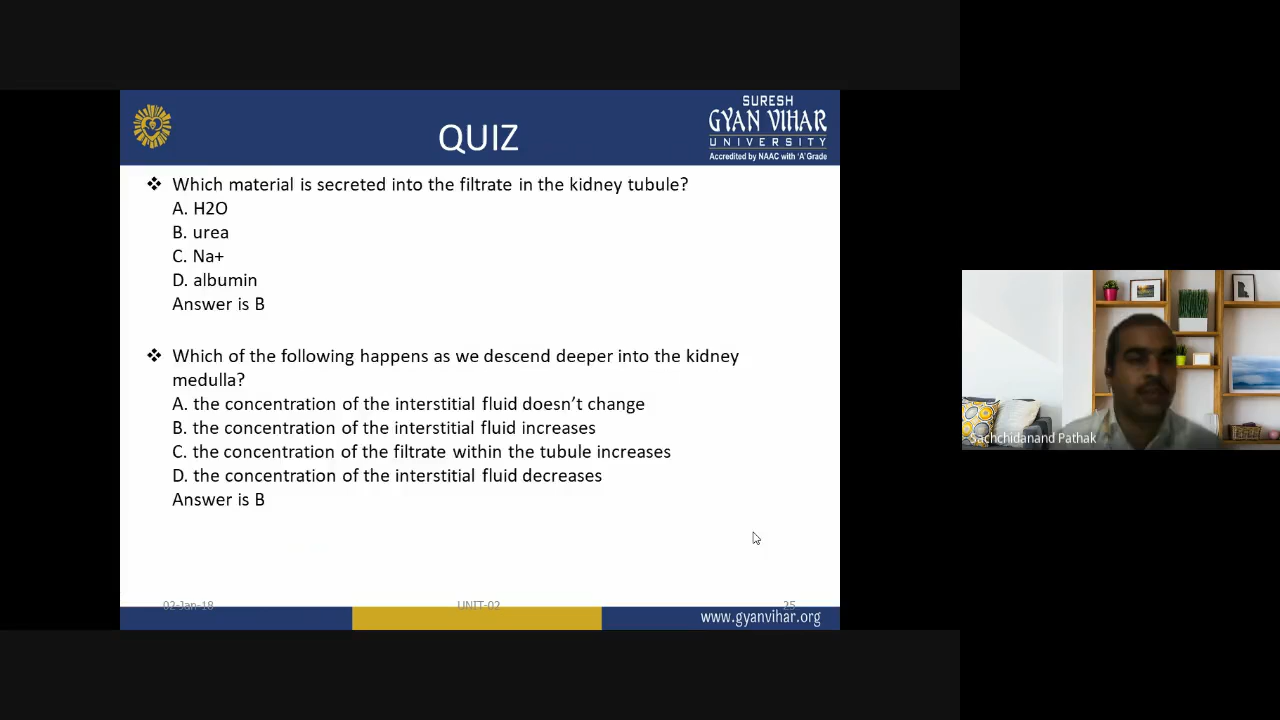 SURESH
GYAN VIHAR
UNIVERSITY
Accredited by NAAC with 'A' Grade
QUIZ
❖ Which material is secreted into the filtrate in the kidney tubule?
A. H2O
B. urea
C. Na+
D. albumin
Answer is B
❖ Which of the following happens as we descend deeper into the kidney
medulla?
A. the concentration of the interstitial fluid doesn’t change
B. the concentration of the interstitial fluid increases
C. the concentration of the filtrate within the tubule increases
D. the concentration of the interstitial fluid decreases
Answer is B
02-Jan-18
UNIT-02
25
www.gyanvihar.org
Sachchidanand Pathak